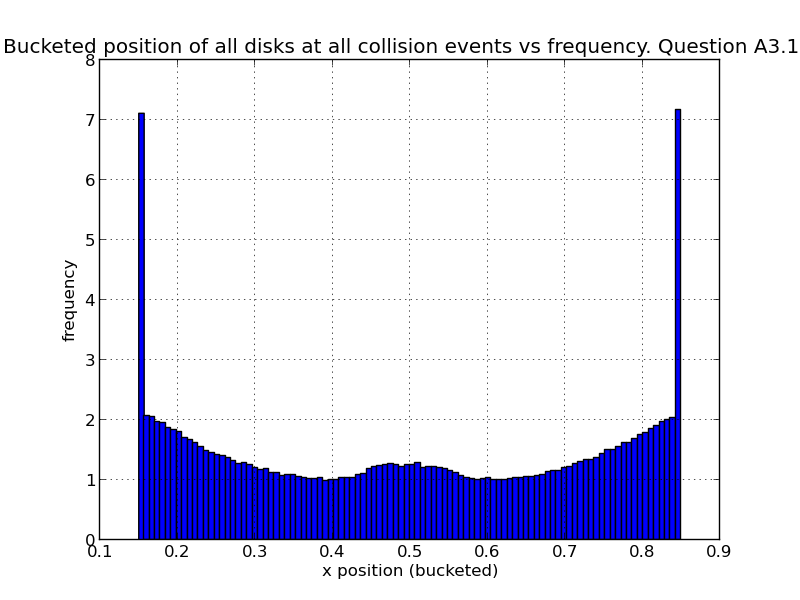 Bucketed position of all disks at all collision events vs frequency. Question A3.1
8
7
6
5
4
3
2
1
0
frequency
0.1 0.2 0.3 0.4 0.5 0.6 0.7 0.8 0.9
x position (bucketed)